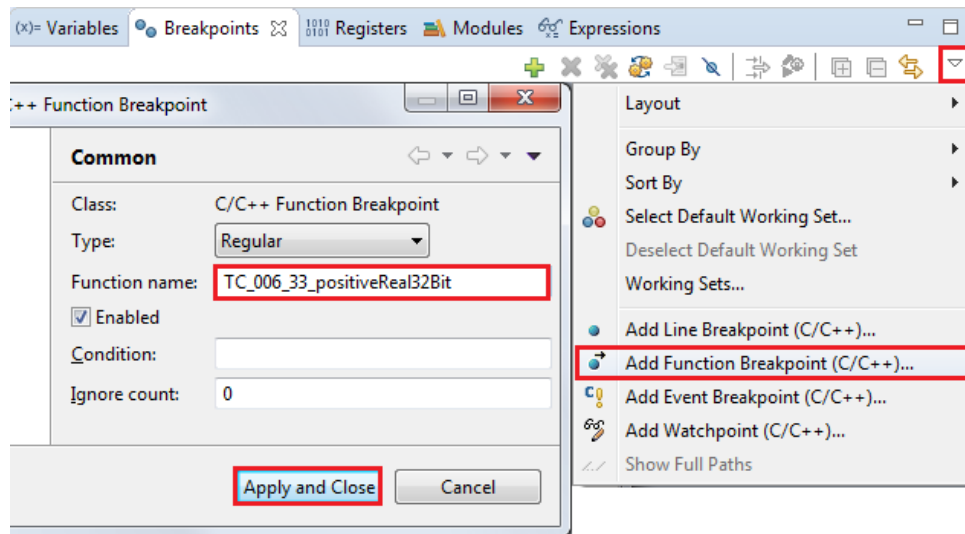 (x)= Variables Breakpoints 1010 0101 Registers Modules Expressions
C/C++ Function Breakpoint
Common
Class: C/C++ Function Breakpoint
Type: Regular
Function name: TC_006_33_positiveReal32Bit
Enabled
Condition:
Ignore count: 0
Apply and Close Cancel
Layout
Group By
Sort By
Select Default Working Set...
Deselect Default Working Set
Working Sets...
Add Line Breakpoint (C/C++)...
Add Function Breakpoint (C/C++)...
Add Event Breakpoint (C/C++)...
Add Watchpoint (C/C++)...
Show Full Paths